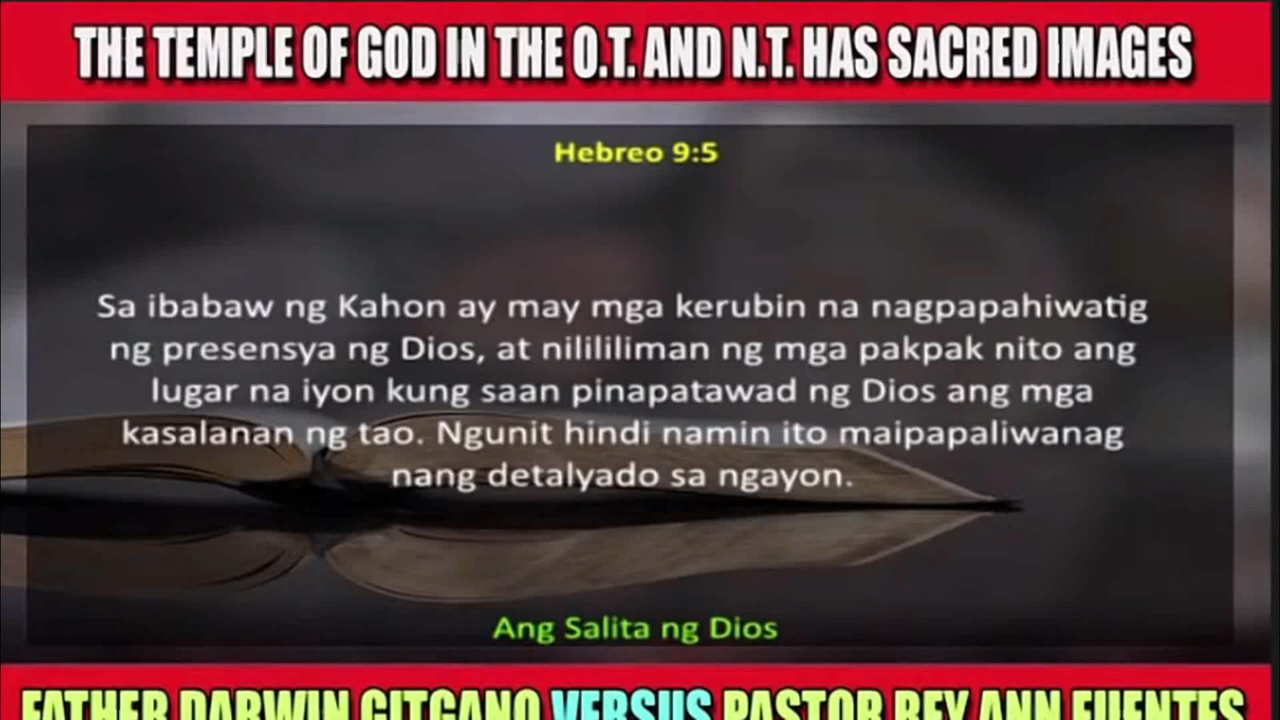 THE TEMPLE OF GOD IN THE O.T. AND N.T. HAS SACRED IMAGES
Hebreo 9:5
Sa ibabaw ng Kahon ay may mga kerubin na nagpapahiwatig
ng presensya ng Dios, at nilililiman ng mga pakpak nito ang
lugar na iyon kung saan pinapatawad ng Dios ang mga
kasalanan ng tao. Ngunit hindi namin ito maipapaliwanag
nang detalyado sa ngayon.
Ang Salita ng Dios
FATHER DARWIN GITGANO VERSUS PASTOR REY ANN FUENTES